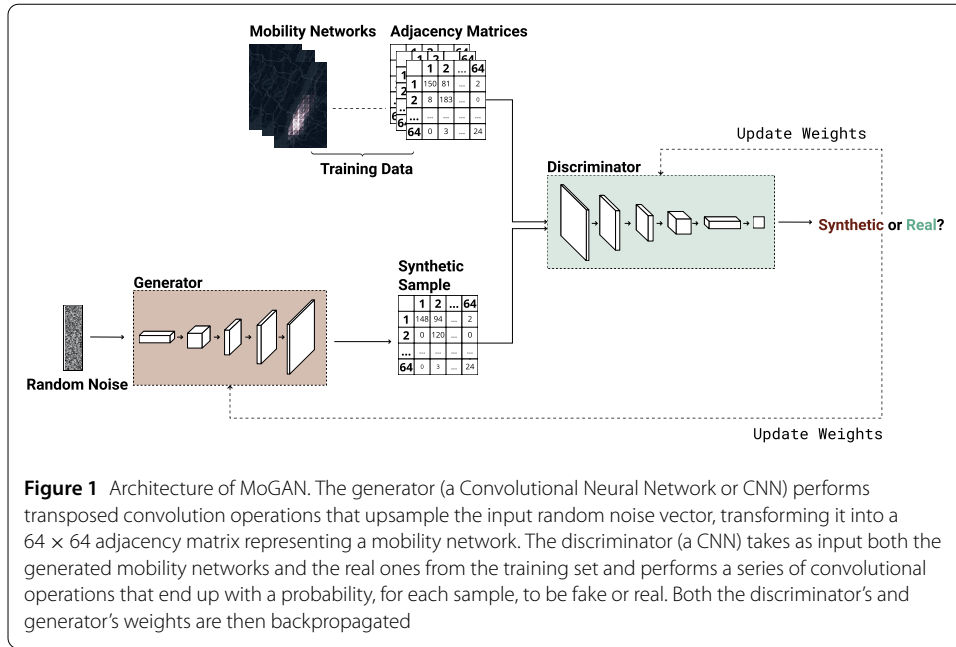 Mobility Networks
Adjacency Matrices
1 2 ... 64
1 150 81 ... 2
2 8 183 ... 0
... ... ... ... ...
64 0 3 ... 24
Training Data
Update Weights
Discriminator
Synthetic or Real?
Generator
Synthetic
Sample
1 2 ... 64
1 148 94 ... 2
2 0 120 ... 0
... ... ... ... ...
64 0 3 ... 24
Random Noise
Update Weights
Figure 1 Architecture of MoGAN. The generator (a Convolutional Neural Network or CNN) performs
transposed convolution operations that upsample the input random noise vector, transforming it into a
64 × 64 adjacency matrix representing a mobility network. The discriminator (a CNN) takes as input both the
generated mobility networks and the real ones from the training set and performs a series of convolutional
operations that end up with a probability, for each sample, to be fake or real. Both the discriminator's and
generator's weights are then backpropagated